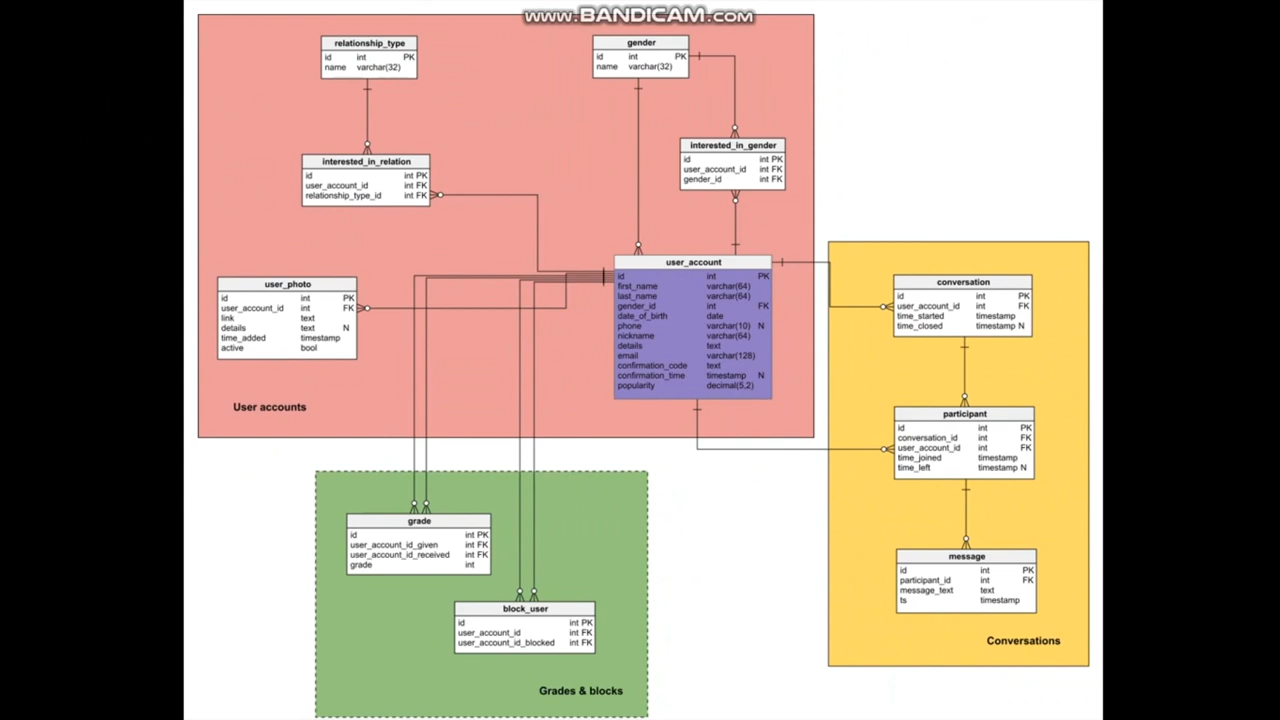 www.BANDICAM.com
relationship_type
id int PK
name varchar(32)
gender
id int PK
name varchar(32)
interested_in_relation
id int PK
user_account_id int FK
relationship_type_id int FK
interested_in_gender
id int PK
user_account_id int FK
gender_id int FK
user_photo
id int PK
user_account_id int FK
link text
details text N
time_added timestamp
active bool
user_account
id int PK
first_name varchar(64)
last_name varchar(64)
gender_id int FK
date_of_birth date
phone varchar(10) N
nickname varchar(64)
details text
email varchar(128)
confirmation_code text
confirmation_time timestamp N
popularity decimal(5,2)
User accounts
conversation
id int PK
user_account_id int FK
time_started timestamp
time_closed timestamp N
participant
id int PK
conversation_id int FK
user_account_id int FK
time_joined timestamp
time_left timestamp N
message
id int PK
participant_id int FK
message_text text
ts timestamp
Conversations
grade
id int PK
user_account_id_given int FK
user_account_id_received int FK
grade int
block_user
id int PK
user_account_id int FK
user_account_id_blocked int FK
Grades & blocks